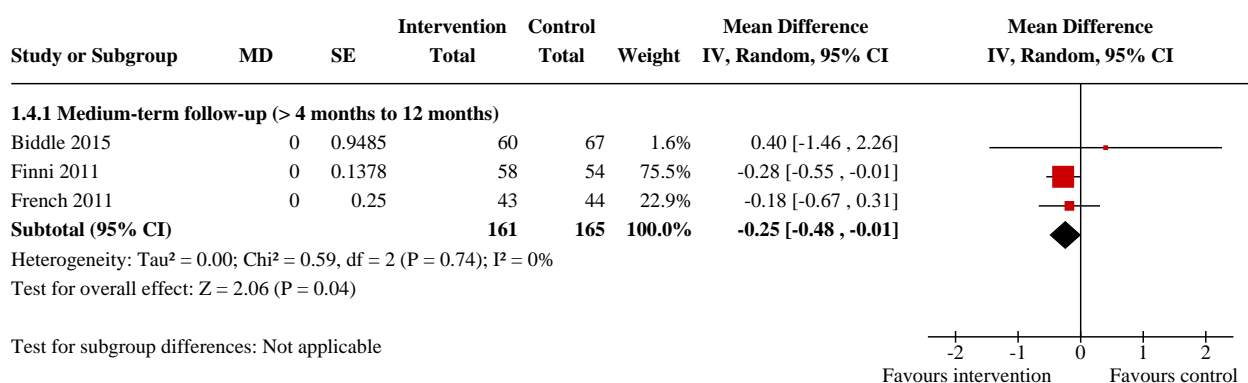 Intervention Control Mean Difference Mean Difference
Study or Subgroup MD SE Total Total Weight IV, Random, 95% CI IV, Random, 95% CI
1.4.1 Medium-term follow-up (> 4 months to 12 months)
Biddle 2015 0 0.9485 60 67 1.6% 0.40 [-1.46 , 2.26]
Finni 2011 0 0.1378 58 54 75.5% -0.28 [-0.55 , -0.01]
French 2011 0 0.25 43 44 22.9% -0.18 [-0.67 , 0.31]
Subtotal (95% CI) 161 165 100.0% -0.25 [-0.48 , -0.01]
Heterogeneity: Tau² = 0.00; Chi² = 0.59, df = 2 (P = 0.74); I² = 0%
Test for overall effect: Z = 2.06 (P = 0.04)
Test for subgroup differences: Not applicable
-2 -1 0 1 2
Favours intervention Favours control